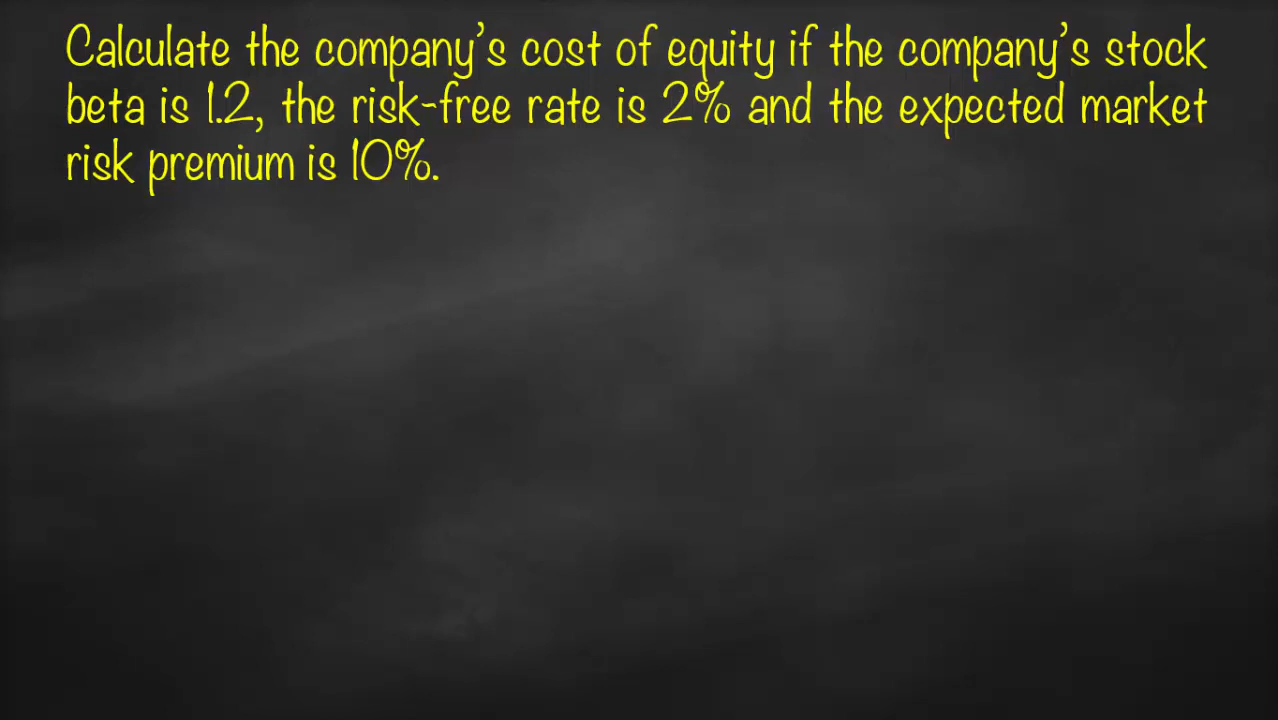 Calculate the company's cost of equity if the company's stock
beta is 1.2, the risk-free rate is 2% and the expected market
risk premium is 10%.